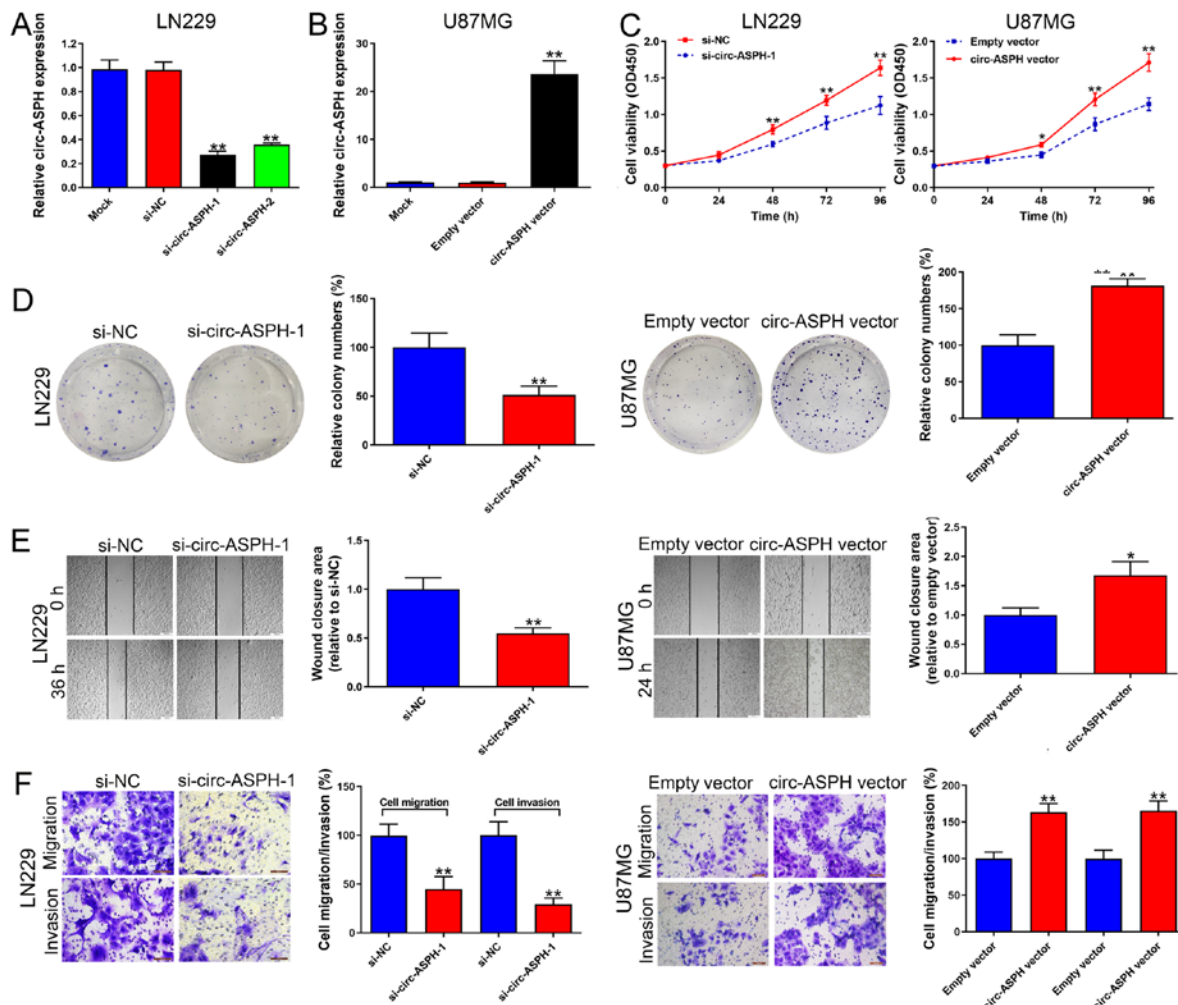 A
LN229
Relative circ-ASPH expression
1.2
1.0
0.8
0.6
0.4
0.2
0.0
**
**
Mock
si-NC
si-circ-ASPH-1
si-circ-ASPH-2
B
U87MG
Relative circ-ASPH expression
30
20
10
0
**
Mock
Empty vector
circ-ASPH vector
C
LN229
si-NC
si-circ-ASPH-1
Cell viability (OD450)
2.0
1.5
1.0
0.5
0.0
**
**
**
0
24
48
72
96
Time (h)
U87MG
Empty vector
circ-ASPH vector
Cell viability (OD450)
2.0
1.5
1.0
0.5
0.0
*
**
**
0
24
48
72
96
Time (h)
D
LN229
si-NC
si-circ-ASPH-1
Relative colony numbers (%)
150
100
50
0
**
si-NC
si-circ-ASPH-1
U87MG
Empty vector
circ-ASPH vector
Relative colony numbers (%)
200
150
100
50
0
** **
Empty vector
circ-ASPH vector
E
LN229
si-NC
si-circ-ASPH-1
0 h
36 h
Wound closure area
(relative to si-NC)
1.5
1.0
0.5
0.0
**
si-NC
si-circ-ASPH-1
U87MG
Empty vector
circ-ASPH vector
0 h
24 h
Wound closure area
(relative to empty vector)
2.5
2.0
1.5
1.0
0.5
0.0
*
Empty vector
circ-ASPH vector
F
LN229
si-NC
si-circ-ASPH-1
Migration
Invasion
Cell migration/invasion (%)
150
100
50
0
Cell migration
Cell invasion
**
**
si-NC
si-circ-ASPH-1
si-NC
si-circ-ASPH-1
U87MG
Empty vector
circ-ASPH vector
Migration
Invasion
Cell migration/invasion (%)
200
150
100
50
0
**
**
Empty vector
circ-ASPH vector
Empty vector
circ-ASPH vector